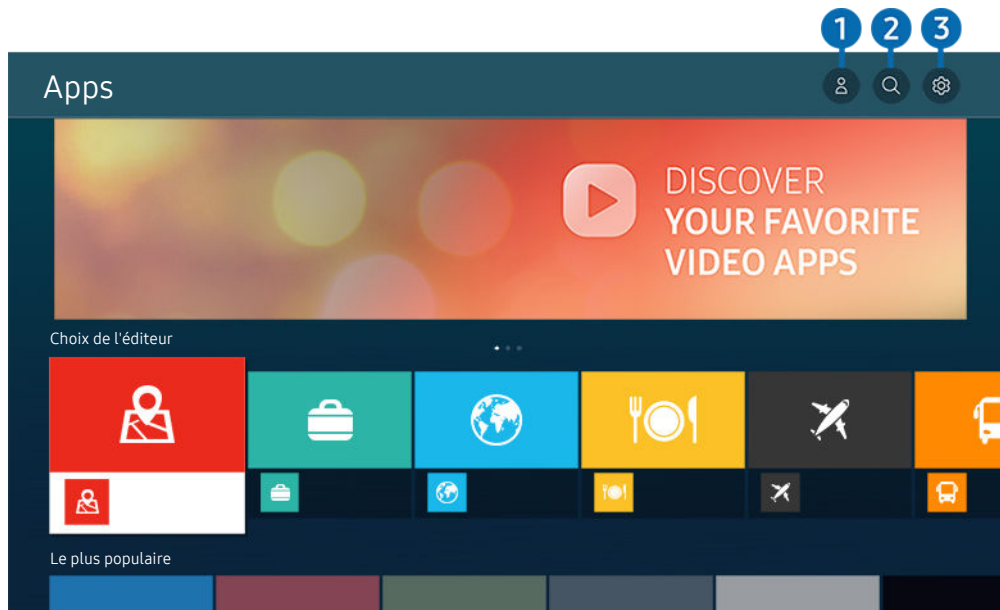 1 2 3
Apps
DISCOVER
YOUR FAVORITE
VIDEO APPS
Choix de l'éditeur
Le plus populaire